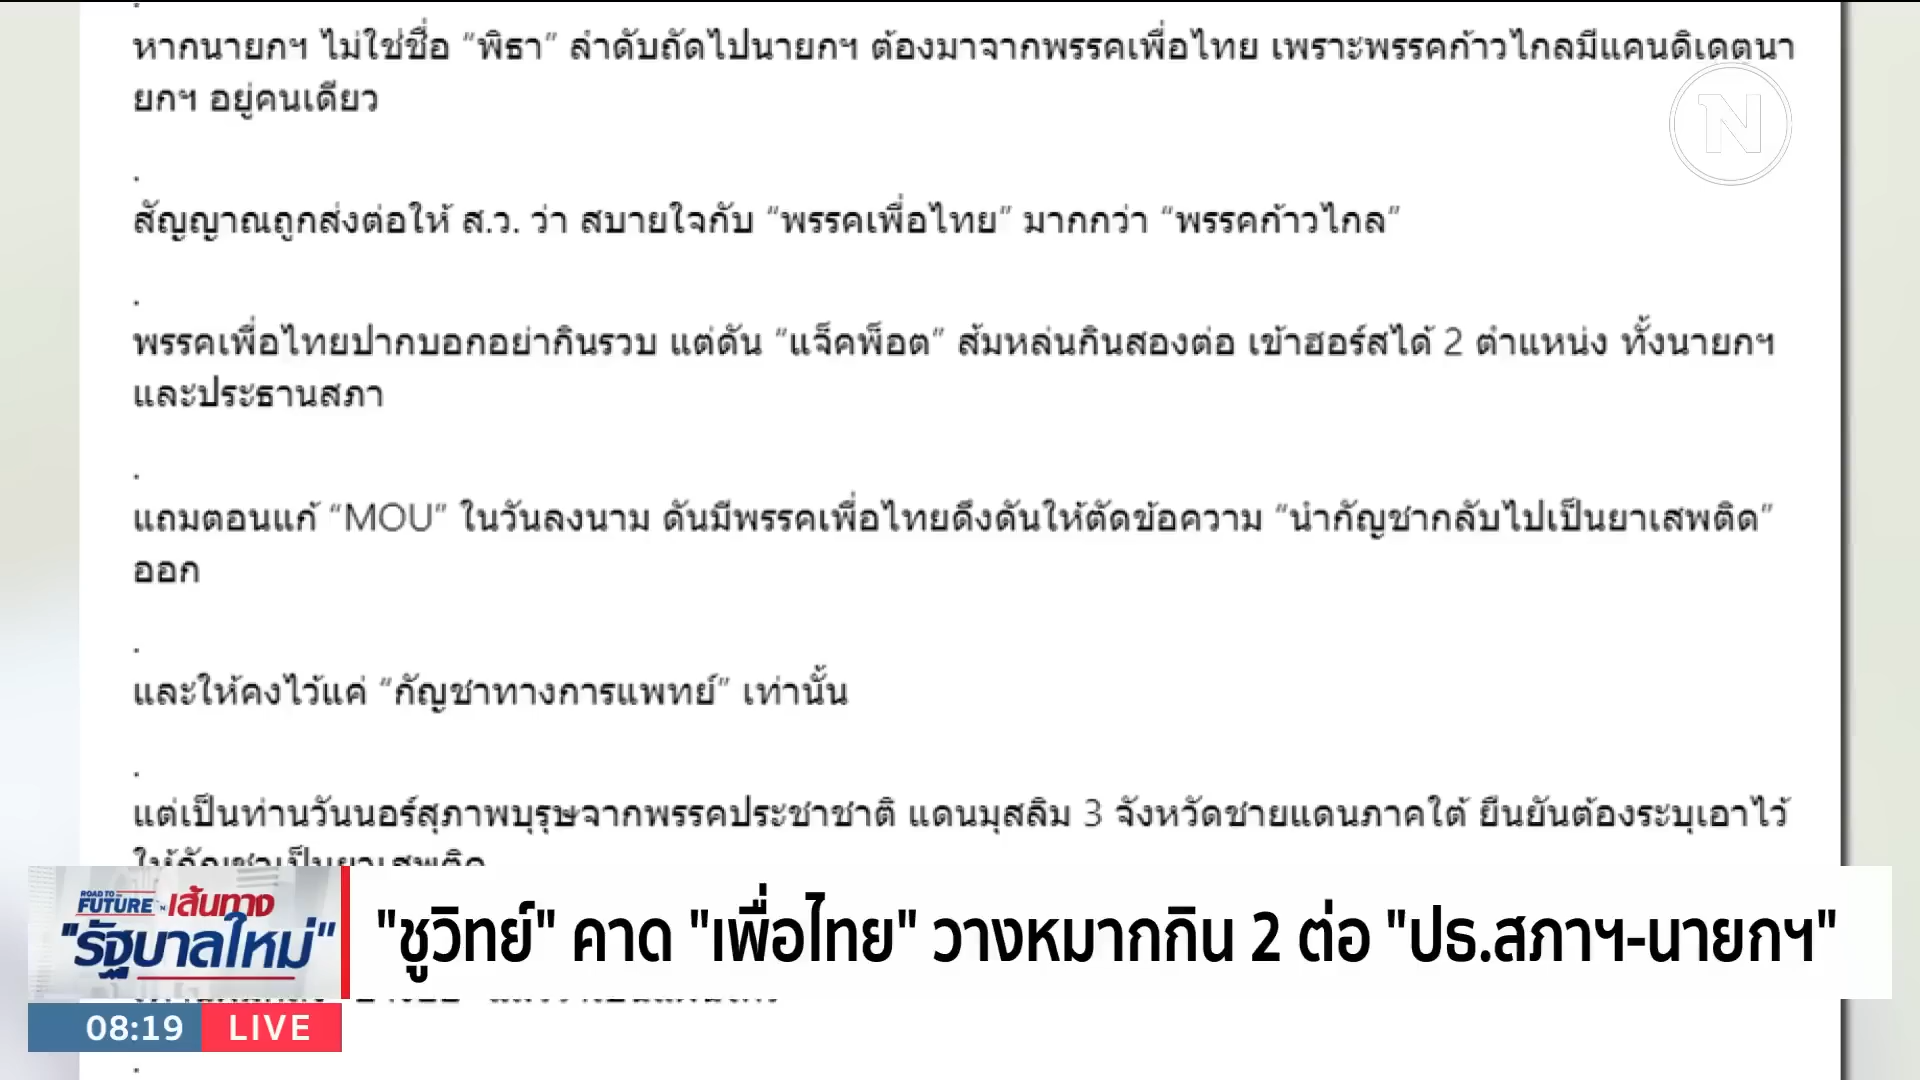 หากนายกฯ ไม่ใช่ชื่อ “พิธา” ลำดับถัดไปนายกฯ ต้องมาจากพรรคเพื่อไทย เพราะพรรคก้าวไกลมีแคนดิเดตนา
ยกฯ อยู่คนเดียว
N
.
สัญญาณถูกส่งต่อให้ ส.ว. ว่า สบายใจกับ “พรรคเพื่อไทย” มากกว่า “พรรคก้าวไกล”
.
พรรคเพื่อไทยปากบอกอย่ากินรวบ แต่ดัน “แจ็คพ็อต” ส้มหล่นกินสองต่อ เข้าฮอร์สได้ 2 ตำแหน่ง ทั้งนายกฯ
และประธานสภา
.
แถมตอนแก้ “MOU” ในวันลงนาม ดันมีพรรคเพื่อไทยดึงดันให้ตัดข้อความ “นำกัญชากลับไปเป็นยาเสพติด”
ออก
.
และให้คงไว้แค่ “กัญชาทางการแพทย์” เท่านั้น
.
แต่เป็นท่านวันนอร์สุภาพบุรุษจากพรรคประชาชาติ แดนมุสลิม 3 จังหวัดชายแดนภาคใต้ ยืนยันต้องระบุเอาไว้
ให้กัญชาเป็นยาเสพติด
ROAD TO FUTURE เส้นทาง
"รัฐบาลใหม่"
"ชูวิทย์" คาด "เพื่อไทย" วางหมากกิน 2 ต่อ "ปธ.สภาฯ-นายกฯ"
08:19 LIVE
.